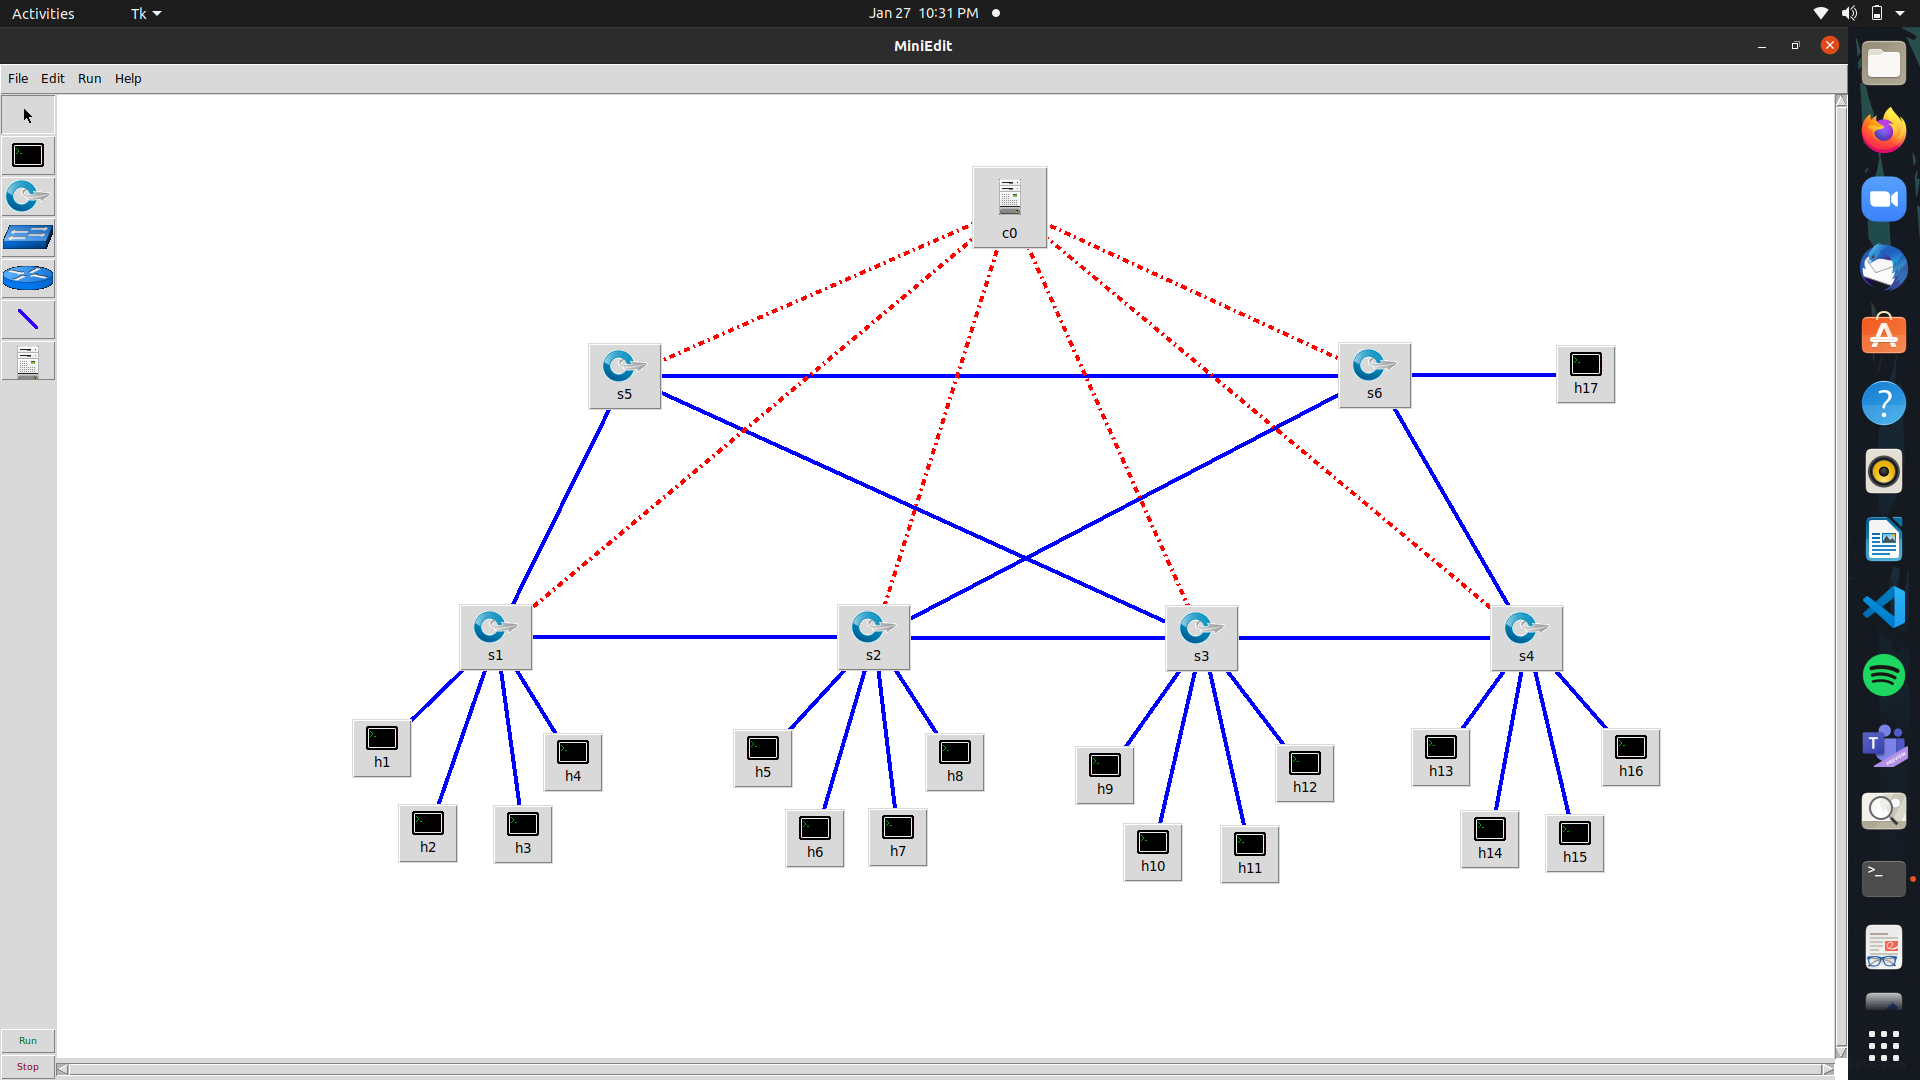 Activities
Tk
Jan 27 10:31 PM
MiniEdit
File Edit Run Help
c0
s5
s6
h17
s1
s2
s3
s4
h1
h4
h5
h8
h9
h12
h13
h16
h2
h3
h6
h7
h10
h11
h14
h15
Run
Stop